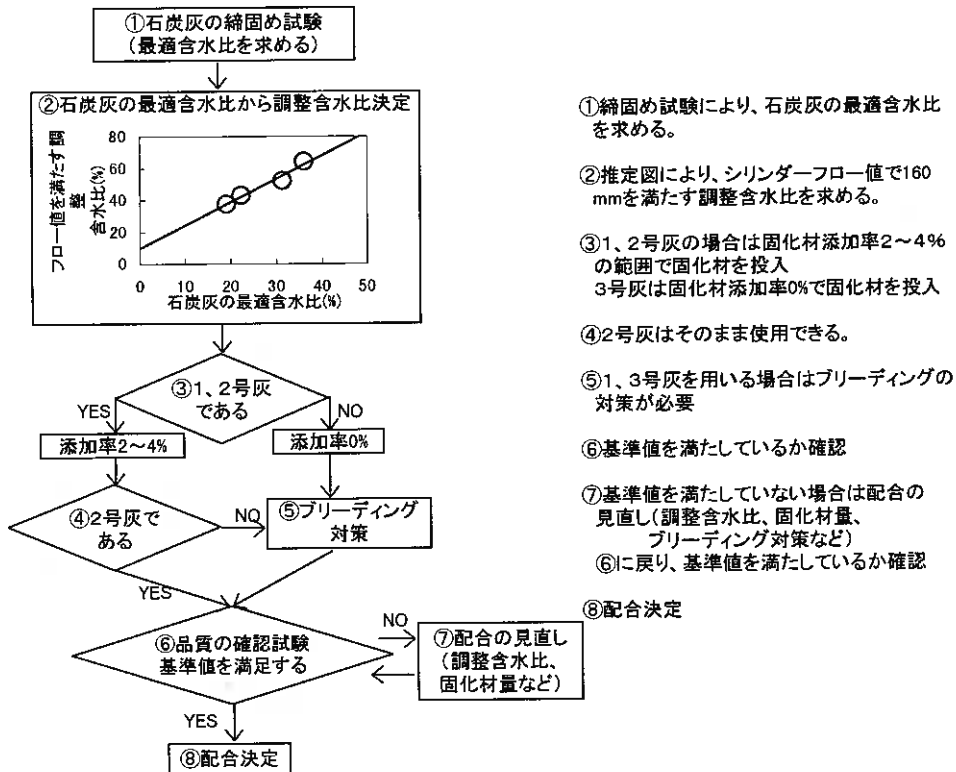 ①石炭灰の締固め試験
(最適含水比を求める)
②石炭灰の最適含水比から調整含水比決定
フロー値を満たす調
整
含水比(%)
80
60
40
20
0
0 10 20 30 40 50
石炭灰の最適含水比(%)
③1、2号灰
である
YES
NO
添加率2～4%
添加率0%
④2号灰で
ある
NO
⑤ブリーディング
対策
YES
⑥品質の確認試験
基準値を満足する
NO
⑦配合の見直し
(調整含水比、
固化材量など)
YES
⑧配合決定
①締固め試験により、石炭灰の最適含水比
を求める。
②推定図により、シリンダーフロー値で160
mmを満たす調整含水比を求める。
③1、2号灰の場合は固化材添加率2～4%
の範囲で固化材を投入
3号灰は固化材添加率0%で固化材を投入
④2号灰はそのまま使用できる。
⑤1、3号灰を用いる場合はブリーディングの
対策が必要
⑥基準値を満たしているか確認
⑦基準値を満たしていない場合は配合の
見直し(調整含水比、固化材量、
ブリーディング対策など)
⑥に戻り、基準値を満たしているか確認
⑧配合決定